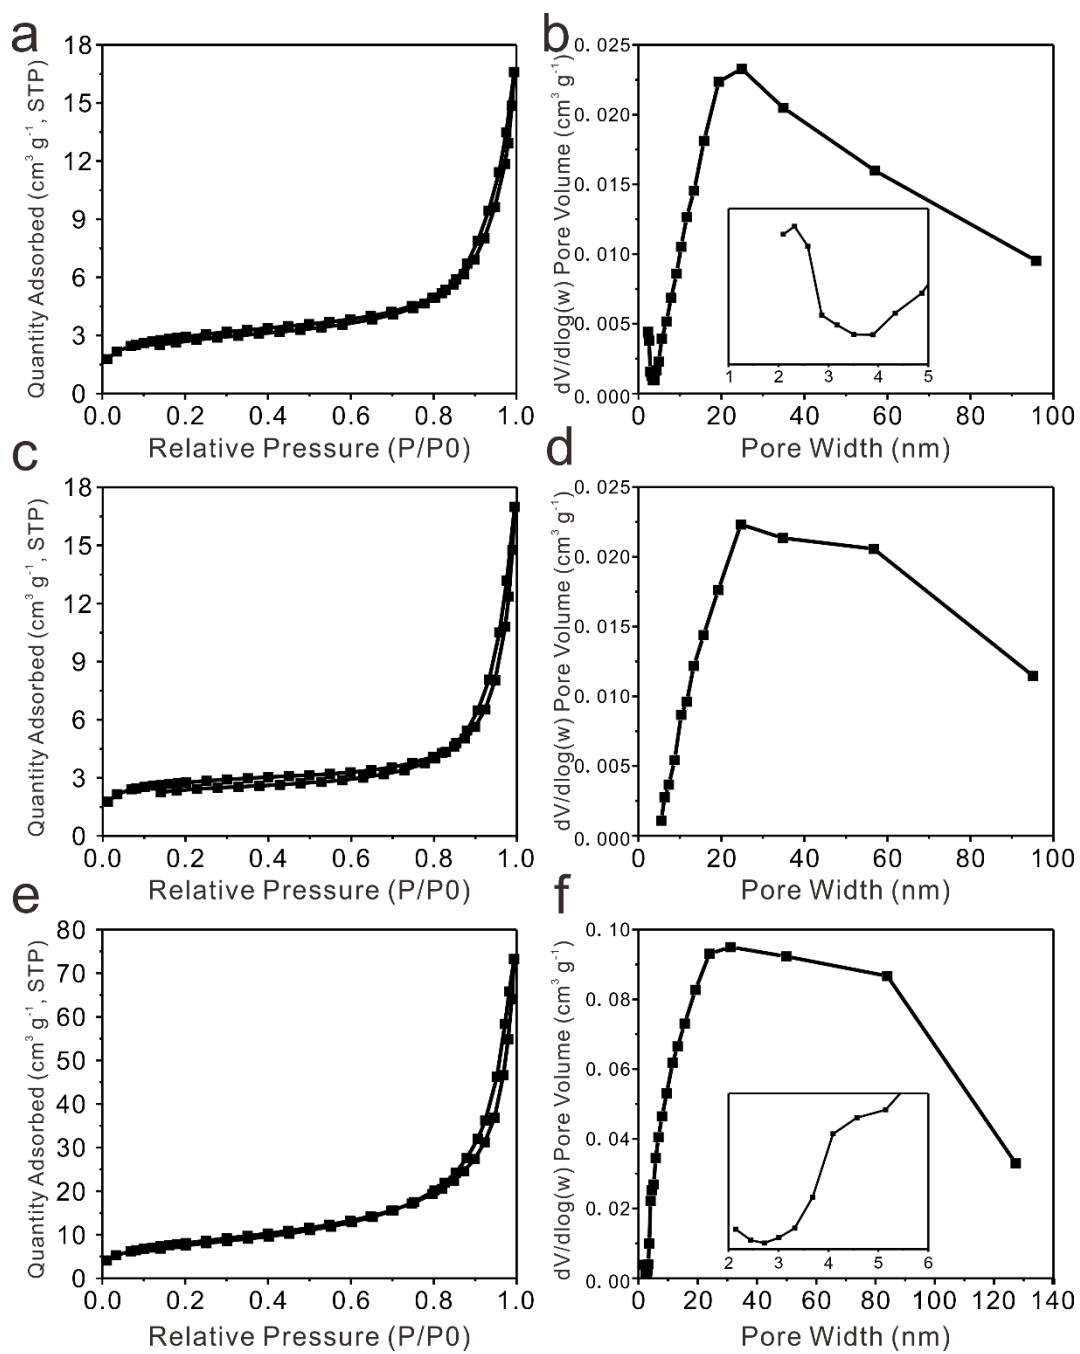 a
Quantity Adsorbed (cm³ g⁻¹, STP)
18
15
12
9
6
3
0
0.0 0.2 0.4 0.6 0.8 1.0
Relative Pressure (P/P0)
b
dV/dlog(w) Pore Volume (cm³ g⁻¹)
0. 025
0. 020
0. 015
0. 010
0. 005
0. 000
1 2 3 4 5
0 20 40 60 80 100
Pore Width (nm)
c
Quantity Adsorbed (cm³ g⁻¹, STP)
18
15
12
9
6
3
0
0.0 0.2 0.4 0.6 0.8 1.0
Relative Pressure (P/P0)
d
dV/dlog(w) Pore Volume (cm³ g⁻¹)
0. 025
0. 020
0. 015
0. 010
0. 005
0. 000
0 20 40 60 80 100
Pore Width (nm)
e
Quantity Adsorbed (cm³ g⁻¹, STP)
80
70
60
50
40
30
20
10
0
0.0 0.2 0.4 0.6 0.8 1.0
Relative Pressure (P/P0)
f
dV/dlog(w) Pore Volume (cm³ g⁻¹)
0. 10
0. 08
0. 06
0. 04
0. 02
0. 00
2 3 4 5 6
0 20 40 60 80 100 120 140
Pore Width (nm)